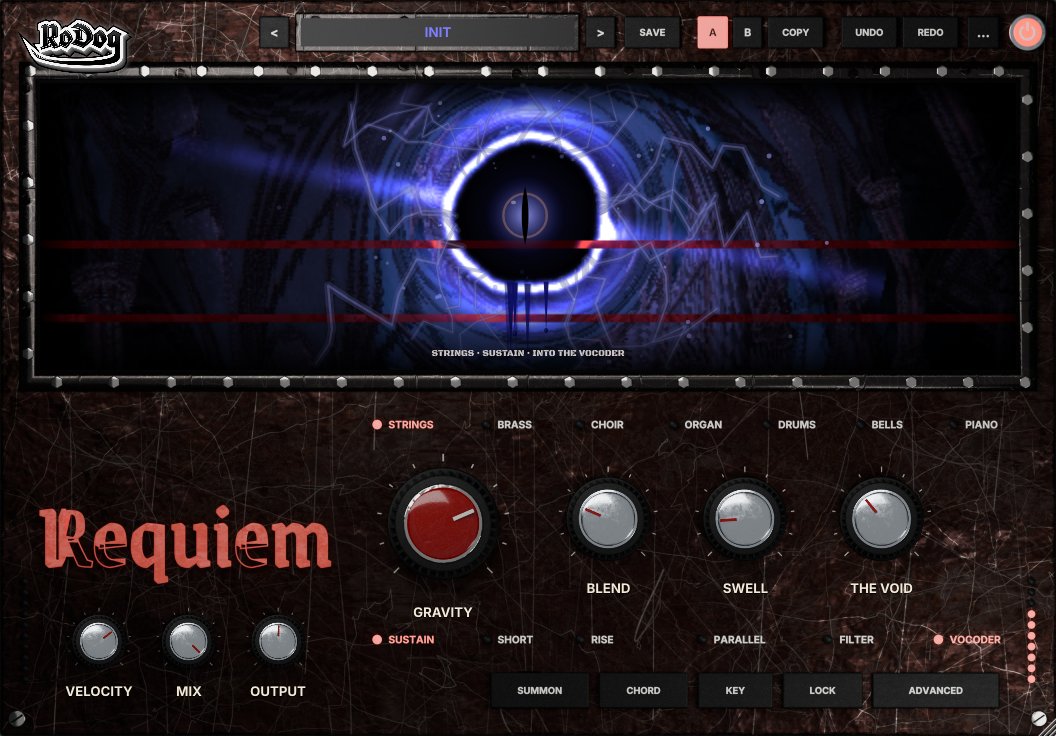 RoDog
<
INIT
>
SAVE
A
B
COPY
UNDO
REDO
...
STRINGS · SUSTAIN · INTO THE VOCODER
STRINGS
BRASS
CHOIR
ORGAN
DRUMS
BELLS
PIANO
Requiem
GRAVITY
BLEND
SWELL
THE VOID
SUSTAIN
SHORT
RISE
PARALLEL
FILTER
VOCODER
VELOCITY
MIX
OUTPUT
SUMMON
CHORD
KEY
LOCK
ADVANCED